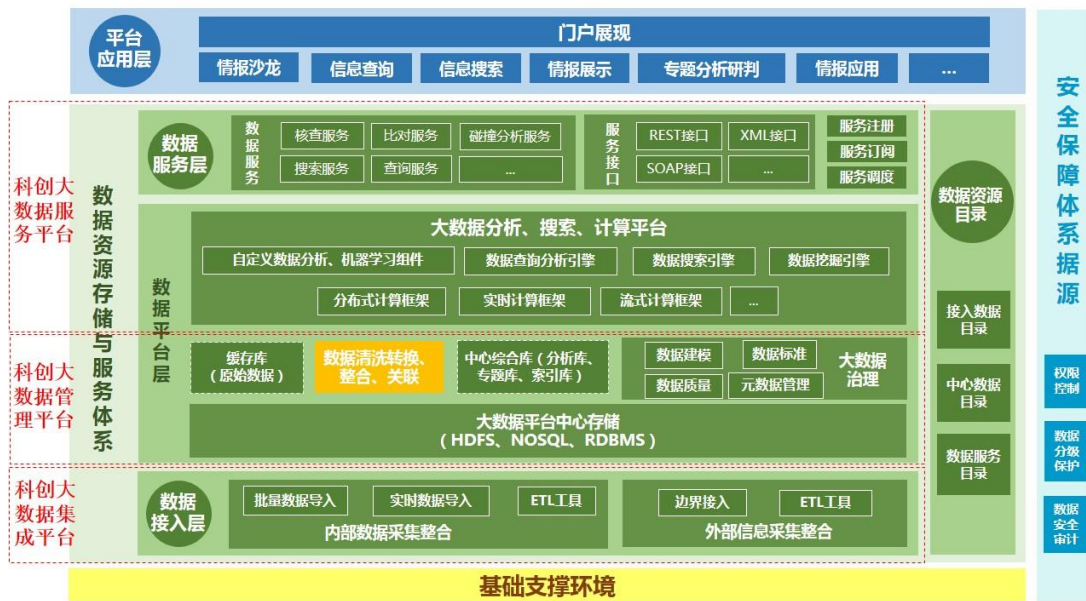 平台
应用层
门户展现
情报沙龙
信息查询
信息搜索
情报展示
专题分析研判
情报应用
...
科创大
数据服
务平台
数据资源存储与服务体系
数据
服务层
数据服务
核查服务
比对服务
碰撞分析服务
搜索服务
查询服务
...
服务接口
REST接口
XML接口
SOAP接口
...
服务注册
服务订阅
服务调度
数据平台层
大数据分析、搜索、计算平台
自定义数据分析、机器学习组件
数据查询分析引擎
数据搜索引擎
数据挖掘引擎
分布式计算框架
实时计算框架
流式计算框架
...
科创大
数据管
理平台
缓存库
（原始数据）
数据清洗转换、
整合、关联
中心综合库（分析库、
专题库、索引库）
数据建模
数据标准
数据质量
元数据管理
大数据
治理
大数据平台中心存储
（HDFS、NOSQL、RDBMS）
科创大
数据集
成平台
数据
接入层
批量数据导入
实时数据导入
ETL工具
内部数据采集整合
边界接入
ETL工具
外部信息采集整合
数据资源
目录
接入数据
目录
中心数据
目录
数据服务
目录
安全保障体系据源
权限
控制
数据
分级
保护
数据
安全
审计
基础支撑环境